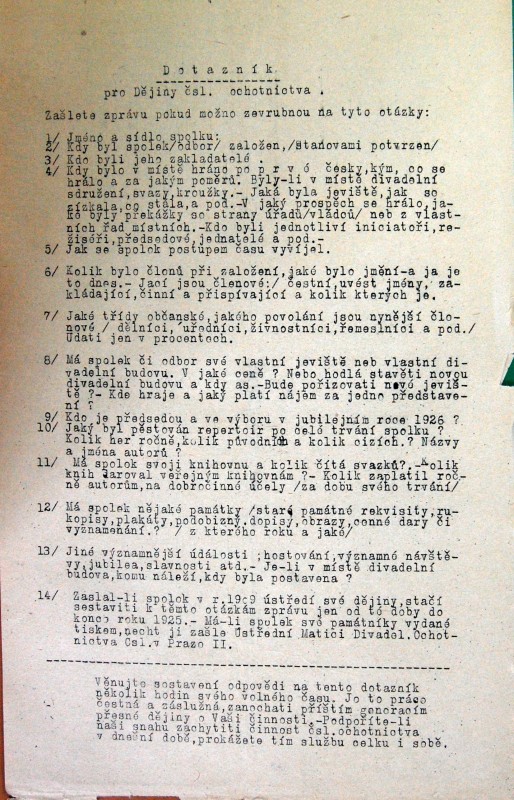 Dotazník
pro Dějiny čsl. ochotnictva .
Zašlete zprávu pokud možno zevrubnou na tyto otázky:
1/ Jméno a sídlo spolku:
2/ Kdy byl spolek/odbor/ založen,/Stanovami potvrzen/
3/ Kdo byli jeho zakladatelé .
4/ Kdy bylo v místě hráno po p r v é česky,kým, co se
hrálo a za jakým poměrů. Byly-li v místě divadelní
sdružení,svazy,kroužky.- Jaká byla jeviště,jak so
získala,co stála,a pod.-V jaký prospěch se hrálo,ja-
ké byly překážky se strany úřadů/vládců/ neb z vlast-
ních řad místních.-Kdo byli jednotliví iniciatoři,re-
žiséři,předsedové,jednatelé a pod.-
5/ Jak se spolek postupem času vyvíjel.
6/ Kolik bylo členů při založení,jaké bylo jmění-a ja je
to dnes.- Jací jsou členové:/ čestní,uvést jmény, za-
kládající,činní a přispívající a kolik kterých je.
7/ Jaké třídy občanské,jakého povolání jsou nynější čle-
nové / dělníci, úředníci,živnostníci,řemeslníci a pod./
Udati jen v procentech.
8/ Má spolek či odbor své vlastní jeviště neb vlastní di-
vadelní budovu. V jaké ceně ? Nebo hodlá stavěti novou
divadelní budovu a kdy as.-Bude pořizovati nové jeviš-
tě ?- Kde hraje a jaký platí nájem za jedno představe-
ní ?
9/ Kdo je předsedou a ve výboru v jubilejním roce 1926 ?
10/ Jaký byl pěstován repertoir po celé trvání spolku ?
Kolik her ročně,kolik původních a kolik cizích.? Názvy
a jména autorů ?
11/ Má spolek svoji knihovnu a kolik čítá svazků?.-Kolik
knih daroval veřejným knihovnám ?- Kolik zaplatil roč-
ně autorům,na dobročinné účely /za dobu svého trvání/
12/ Má spolek nějaké památky /staré památné rekvisity,ru-
kopisy,plakáty,podobizny.dopisy,obrazy,cenné dary či
vyznamenání.? / z kterého roku a jaké/
13/ Jiné významnější události ;hostování,významné návště-
vy,jubilea,slavnosti atd.- Je-li v místě divadelní
budova,komu náleží,kdy byla postavena ?
14/ Zaslal-li spolek v r.1909 ústředí své dějiny,stačí
sestaviti k těmto otázkám zprávu jen od té doby do
konce roku 1925.- Má-li spolek své památníky vydané
tiskem,nechť ji zašle Ústřední Matici Divadel.Ochot-
nictva Čsl.v Praze II.
Věnujte sestavení odpovědi na tento dotazník
několik hodin svého volného času. Je to práce
čestná a záslužná,zanechati příštím generacím
přesné dějiny o Vaší činnosti.-Podpoříte-li
naši snahu zachytiti činnost čsl.ochotnictva
v dnešní době,prokážete tím službu celku i sobě.